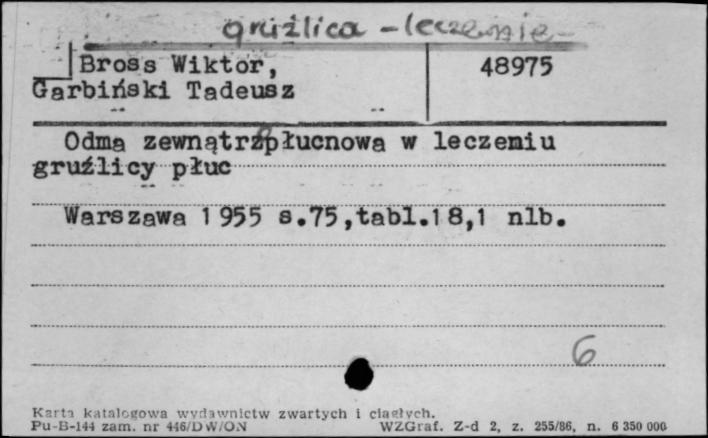 gruźlica - leczenie -
Bross Wiktor, 48975
Garbiński Tadeusz
Odma zewnątrzpłucnowa w leczeniu
gruźlicy płuc
Warszawa 1955 s.75,tabl.18,1 nlb.
6
Karta katalogowa wydawnictw zwartych i ciągłych.
Pu-B-144 zam. nr 446/DW/ON WZGraf. Z-d 2, z. 255/86, n. 6 350 000